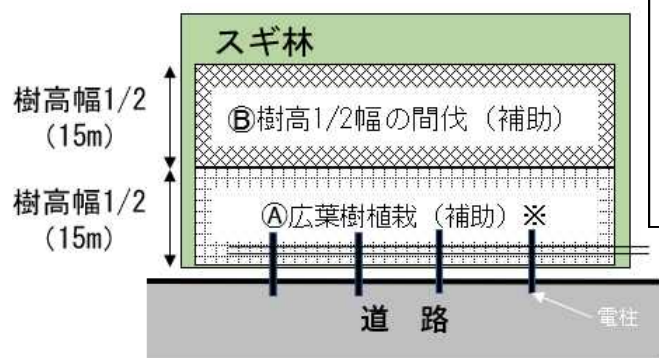 スギ林
樹高幅1/2
(15m)
Ⓑ樹高1/2幅の間伐（補助）
樹高幅1/2
(15m)
Ⓐ広葉樹植栽（補助）※
道 路
電柱